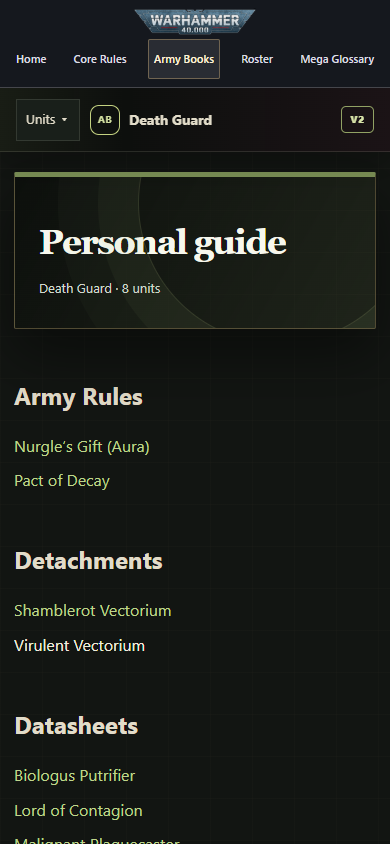 WARHAMMER
40,000
Home
Core Rules
Army Books
Roster
Mega Glossary
Units
AB
Death Guard
V2
Personal guide
Death Guard · 8 units
Army Rules
Nurgle's Gift (Aura)
Pact of Decay
Detachments
Shamblerot Vectorium
Virulent Vectorium
Datasheets
Biologus Putrifier
Lord of Contagion
Malignant Plaguecaster